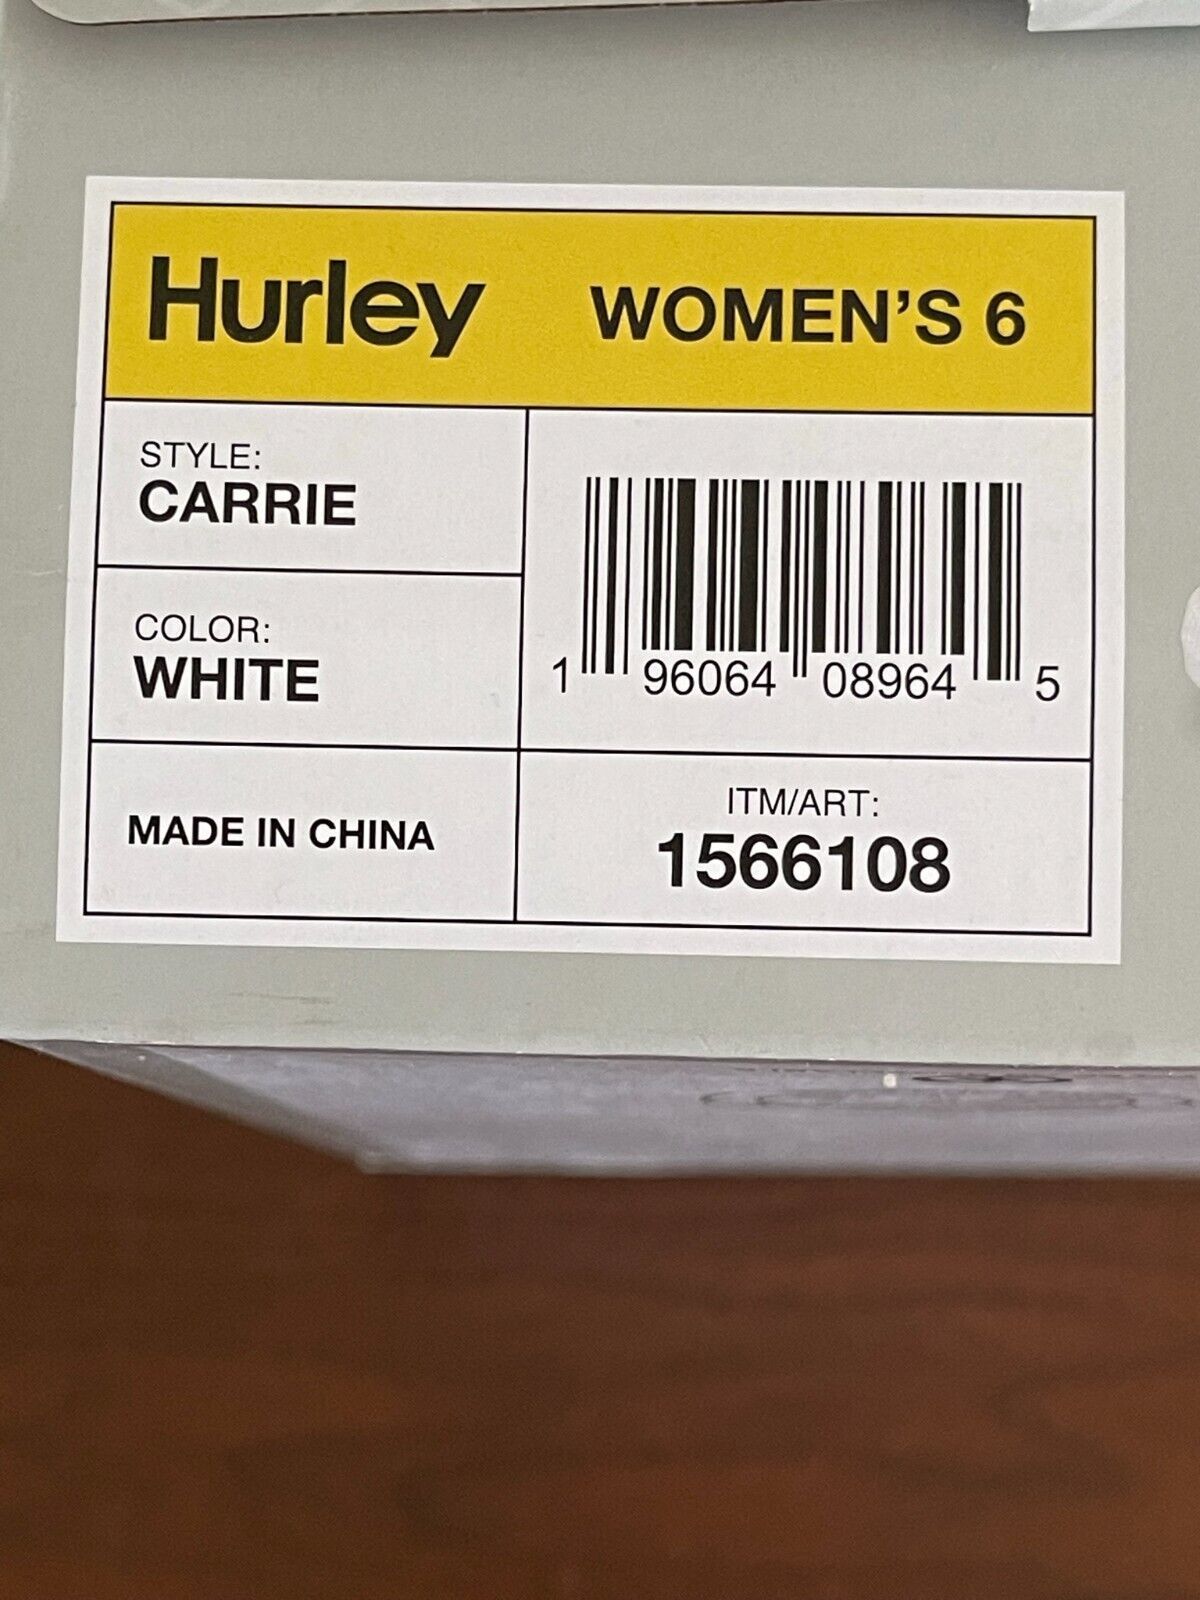 Hurley WOMEN'S 6
STYLE:
CARRIE
COLOR:
WHITE
MADE IN CHINA
1 96064 08964 5
ITM/ART:
1566108